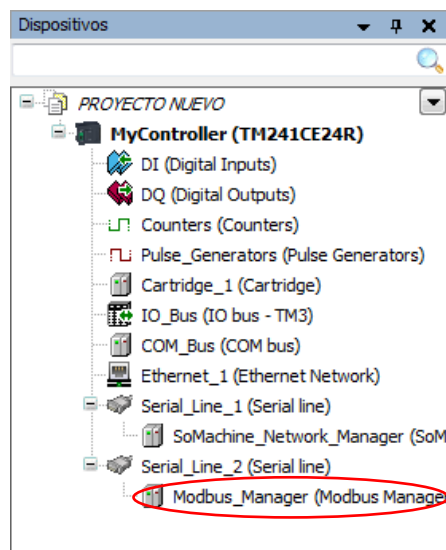 Dispositivos
PROYECTO NUEVO
MyController (TM241CE24R)
DI (Digital Inputs)
DQ (Digital Outputs)
Counters (Counters)
Pulse_Generators (Pulse Generators)
Cartridge_1 (Cartridge)
IO_Bus (IO bus - TM3)
COM_Bus (COM bus)
Ethernet_1 (Ethernet Network)
Serial_Line_1 (Serial line)
SoMachine_Network_Manager (SoM
Serial_Line_2 (Serial line)
Modbus_Manager (Modbus Manage